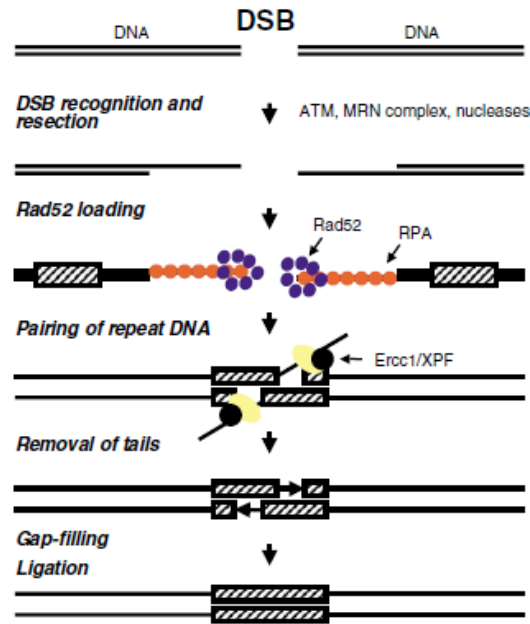 DSB
DNA
DNA
DSB recognition and
resection
ATM, MRN complex, nucleases
Rad52 loading
Rad52
RPA
Pairing of repeat DNA
Ercc1/XPF
Removal of tails
Gap-filling
Ligation